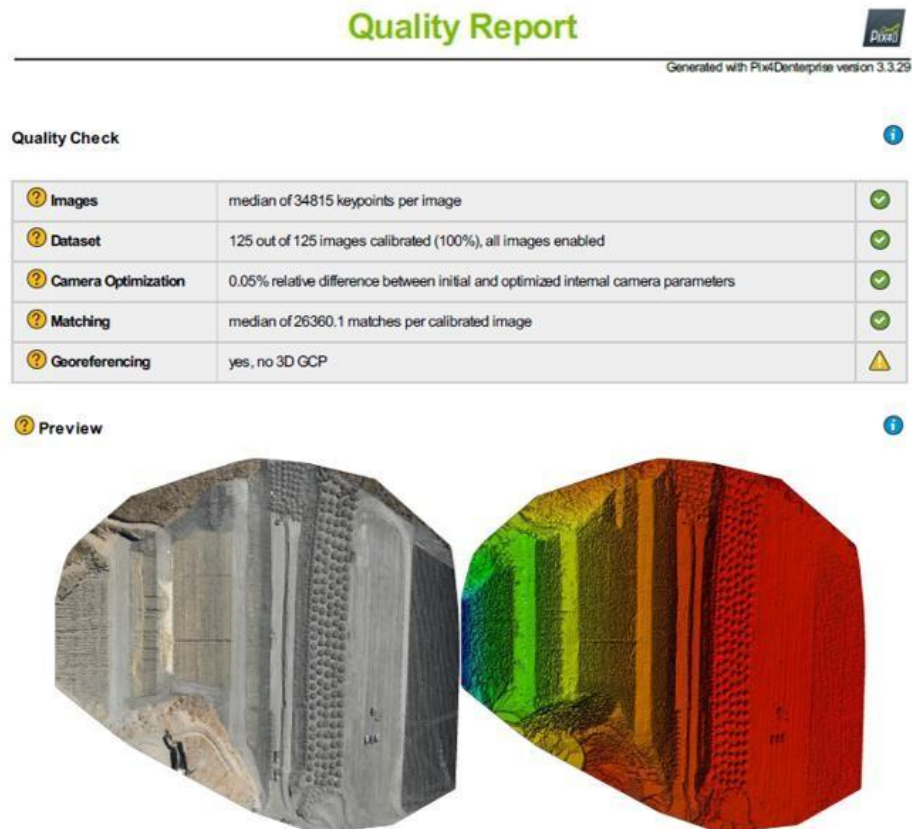 Quality Report
Pix4D
Generated with Pix4Denterprise version 3.3.29
Quality Check
Images median of 34815 keypoints per image
Dataset 125 out of 125 images calibrated (100%), all images enabled
Camera Optimization 0.05% relative difference between initial and optimized internal camera parameters
Matching median of 26360.1 matches per calibrated image
Georeferencing yes, no 3D GCP
Preview